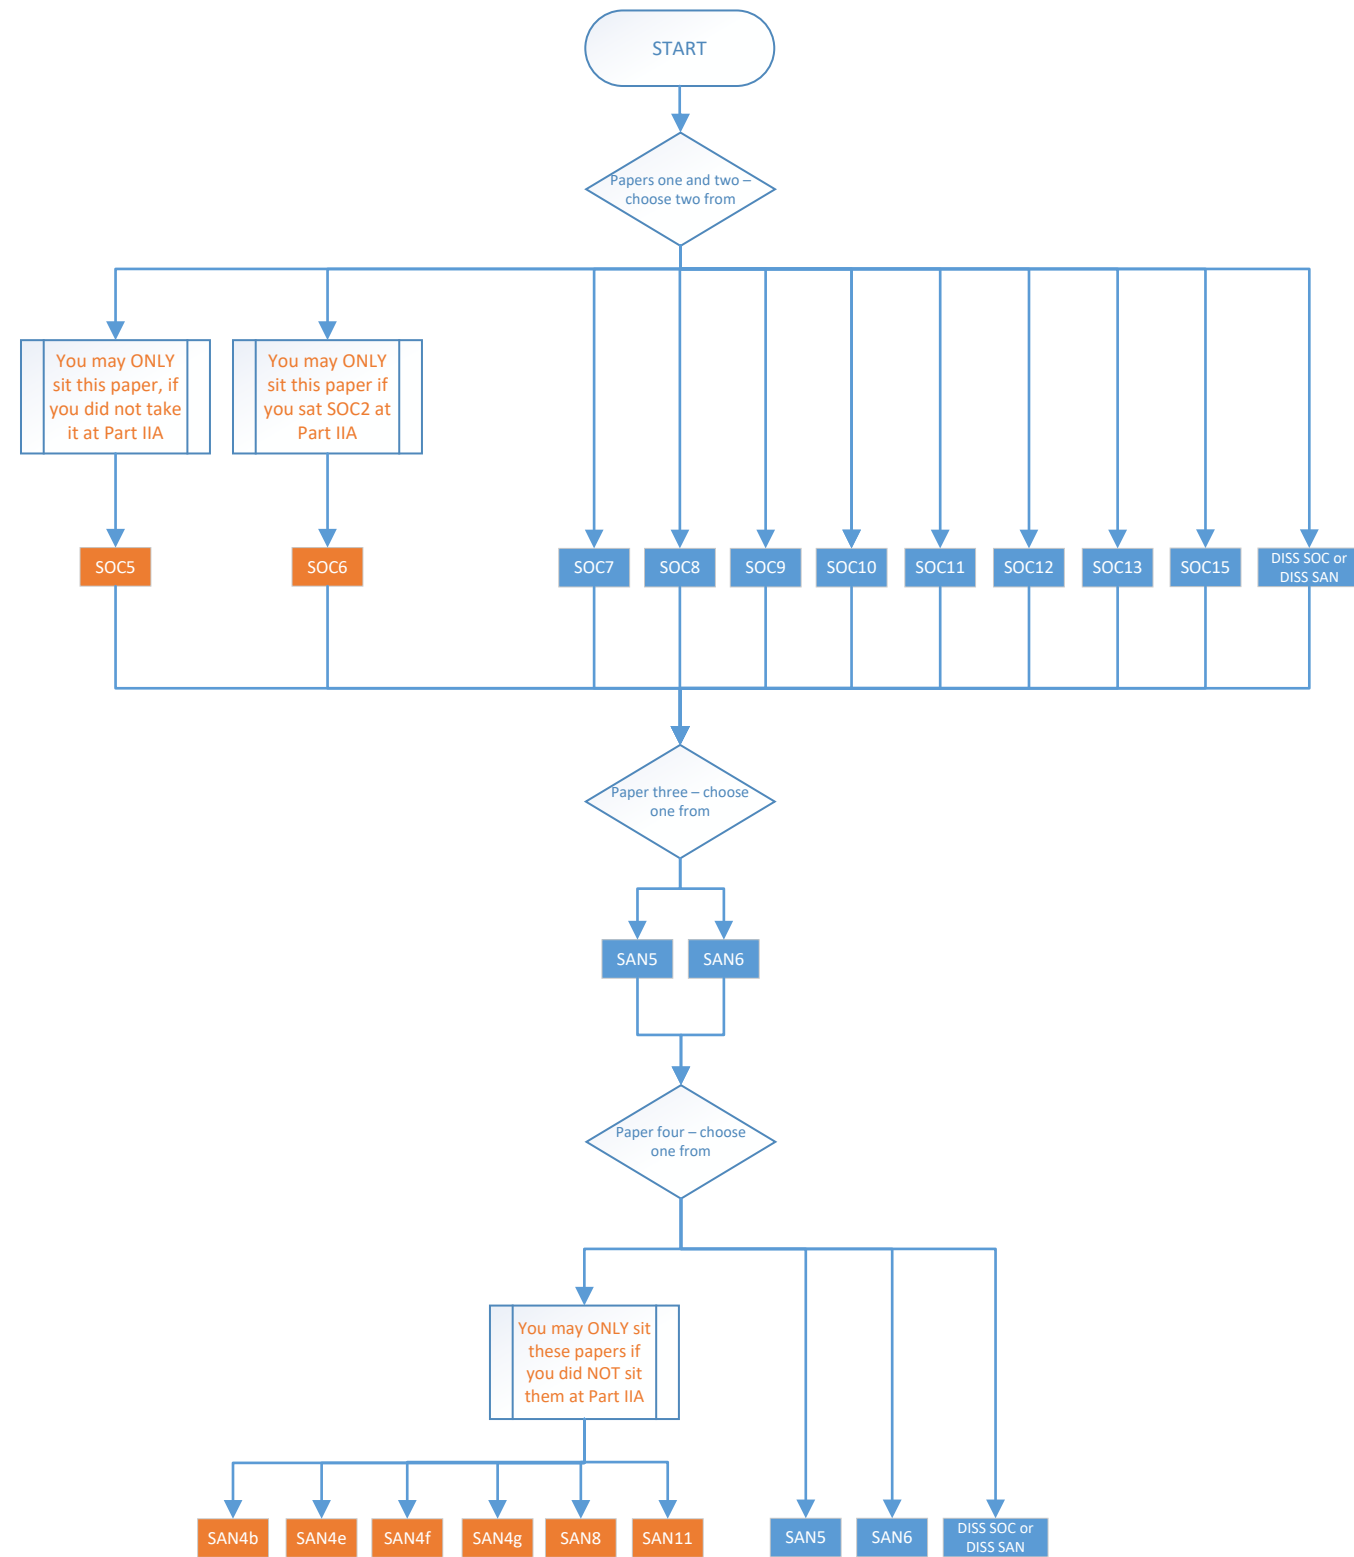 START
Papers one and two –
choose two from
You may ONLY
sit this paper, if
you did not take
it at Part IIA
You may ONLY
sit this paper if
you sat SOC2 at
Part IIA
SOC5
SOC6
SOC7
SOC8
SOC9
SOC10
SOC11
SOC12
SOC13
SOC15
DISS SOC or
DISS SAN
Paper three – choose
one from
SAN5
SAN6
Paper four – choose
one from
You may ONLY sit
these papers if
you did NOT sit
them at Part IIA
SAN4b
SAN4e
SAN4f
SAN4g
SAN8
SAN11
SAN5
SAN6
DISS SOC or
DISS SAN